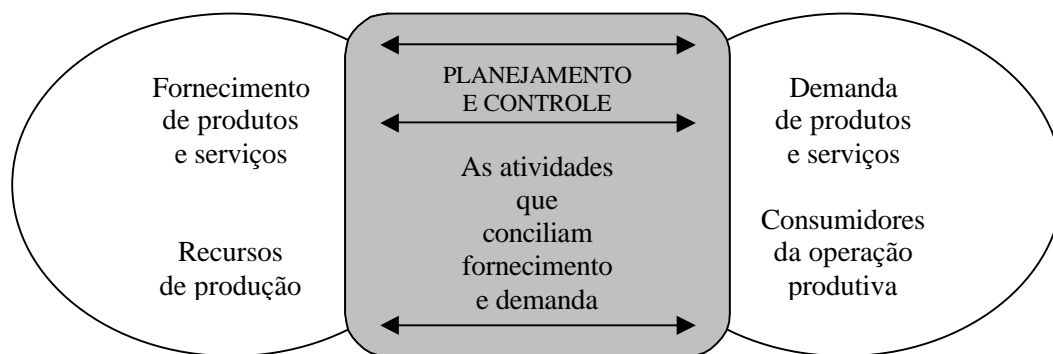 Fornecimento
de produtos
e serviços
Recursos
de produção
PLANEJAMENTO
E CONTROLE
As atividades
que
conciliam
fornecimento
e demanda
Demanda
de produtos
e serviços
Consumidores
da operação
produtiva